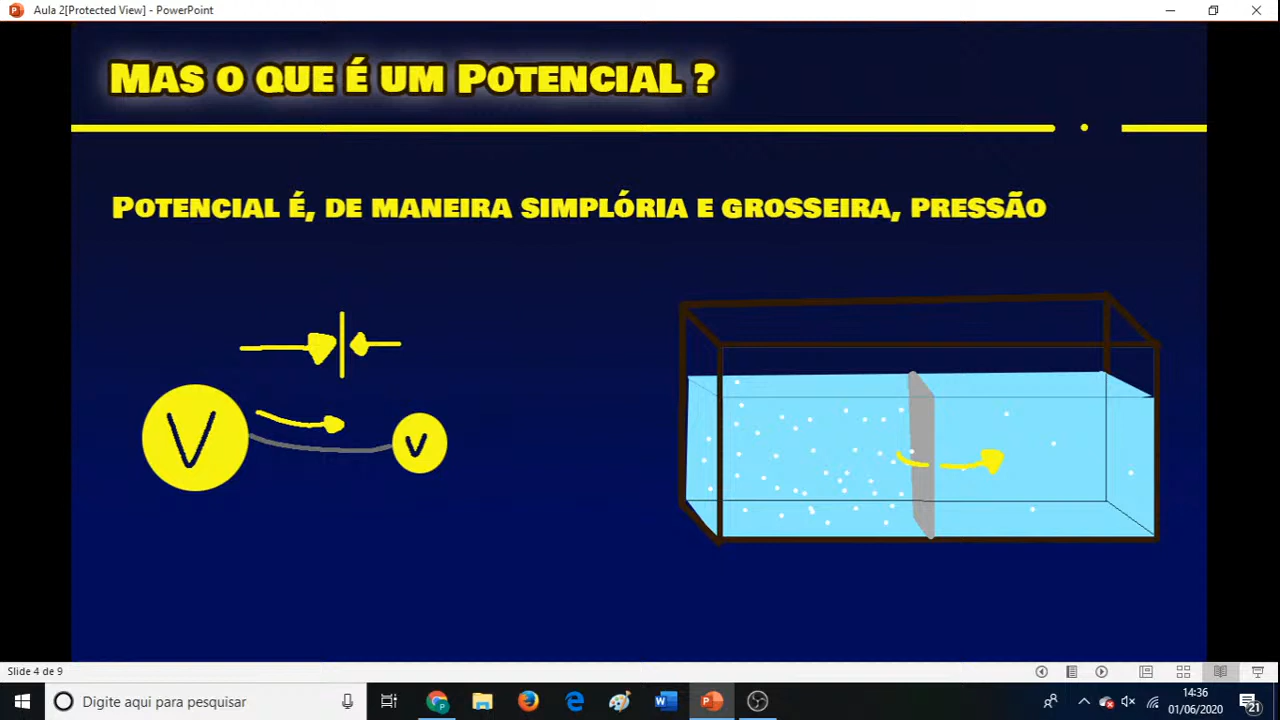 Aula 2[Protected View] - PowerPoint
MAS O QUE É UM POTENCIAL ?
POTENCIAL É, DE MANEIRA SIMPLÓRIA E GROSSEIRA, PRESSÃO
V
V
Slide 4 de 9
Digite aqui para pesquisar
14:36
01/06/2020
21